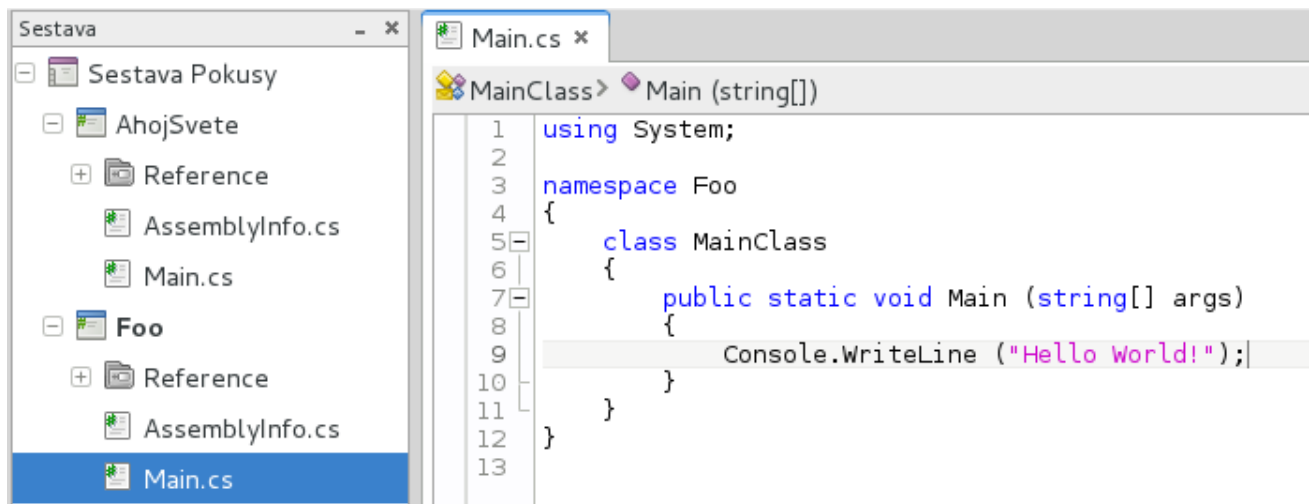 Sestava
Sestava Pokusy
AhojSvete
Reference
AssemblyInfo.cs
Main.cs
Foo
Reference
AssemblyInfo.cs
Main.cs
Main.cs
MainClass> Main (string[])
1 using System;
2
3 namespace Foo
4 {
5 class MainClass
6 {
7 public static void Main (string[] args)
8 {
9 Console.WriteLine ("Hello World!");
10 }
11 }
12 }
13